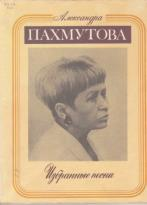 Александра
ПАХМУТОВА
Избранные песни